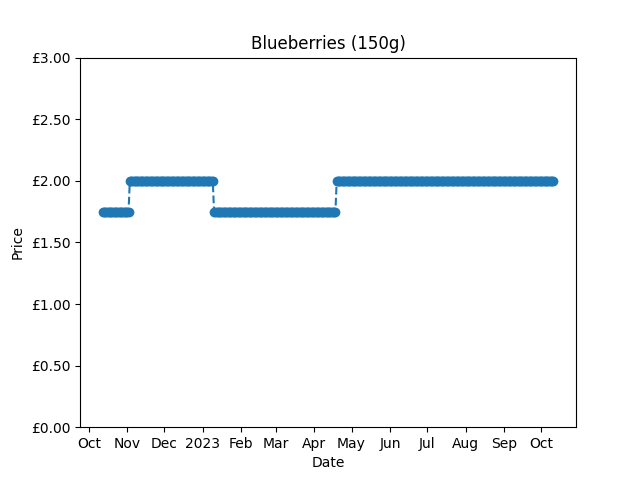 Blueberries (150g)
£3.00
£2.50
£2.00
£1.50
£1.00
£0.50
£0.00
Price
Oct Nov Dec 2023 Feb Mar Apr May Jun Jul Aug Sep Oct
Date